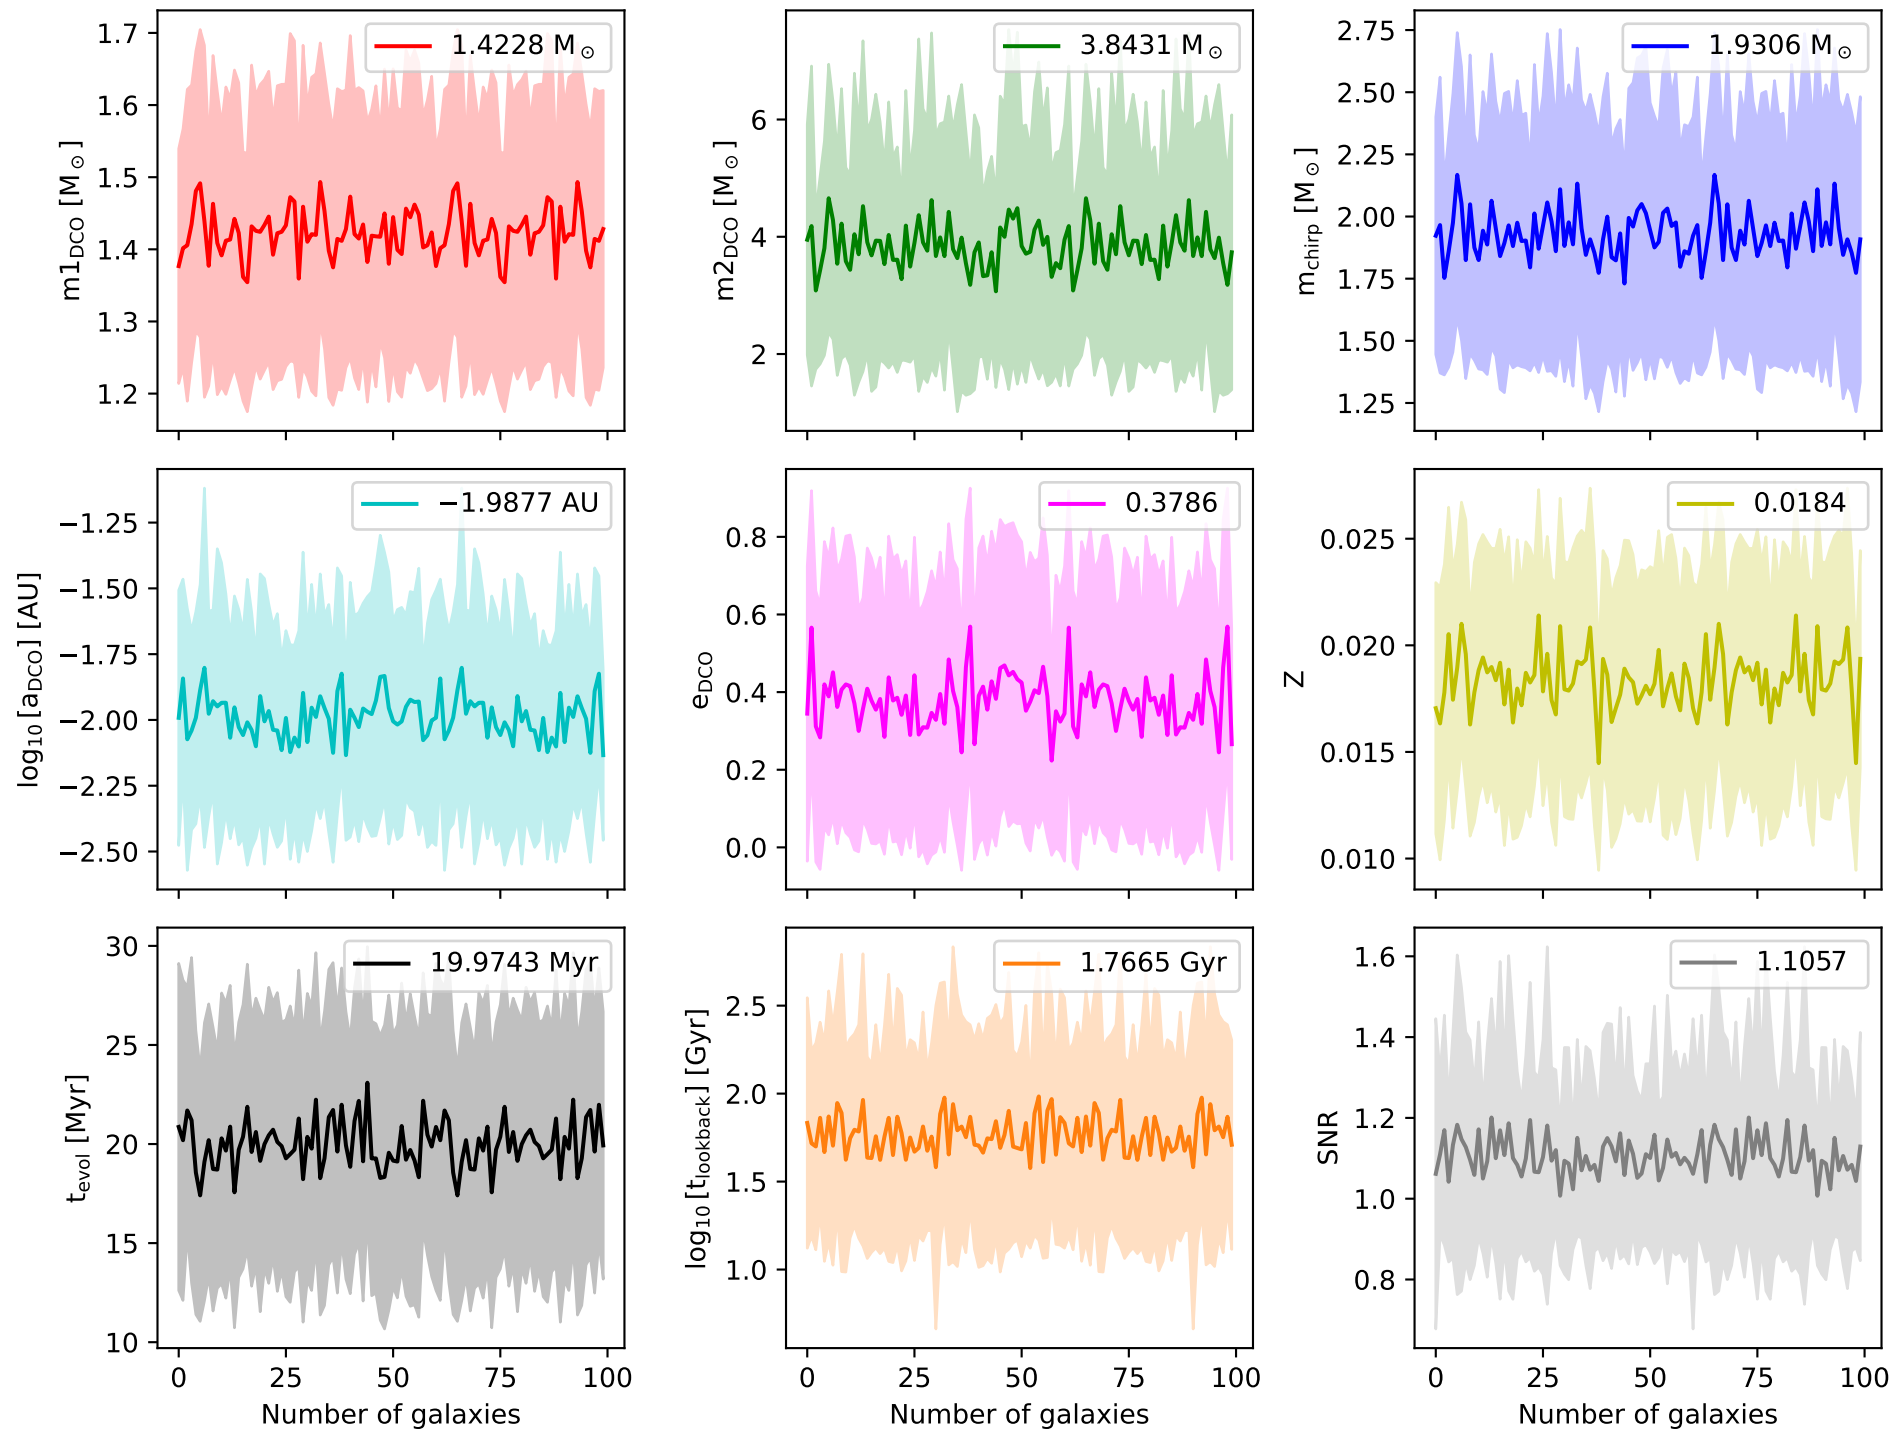 1.7
1.6
1.5
1.4
1.3
1.2
m1DCO [M⊙]
1.4228 M⊙
6
4
2
m2DCO [M⊙]
3.8431 M⊙
2.75
2.50
2.25
2.00
1.75
1.50
1.25
mchirp [M⊙]
1.9306 M⊙
−1.25
−1.50
−1.75
−2.00
−2.25
−2.50
log10 [aDCO] [AU]
−1.9877 AU
0.8
0.6
0.4
0.2
0.0
eDCO
0.3786
0.025
0.020
0.015
0.010
Z
0.0184
30
25
20
15
10
tevol [Myr]
19.9743 Myr
0 25 50 75 100
Number of galaxies
2.5
2.0
1.5
1.0
log10 [tlookback] [Gyr]
1.7665 Gyr
0 25 50 75 100
Number of galaxies
1.6
1.4
1.2
1.0
0.8
SNR
1.1057
0 25 50 75 100
Number of galaxies